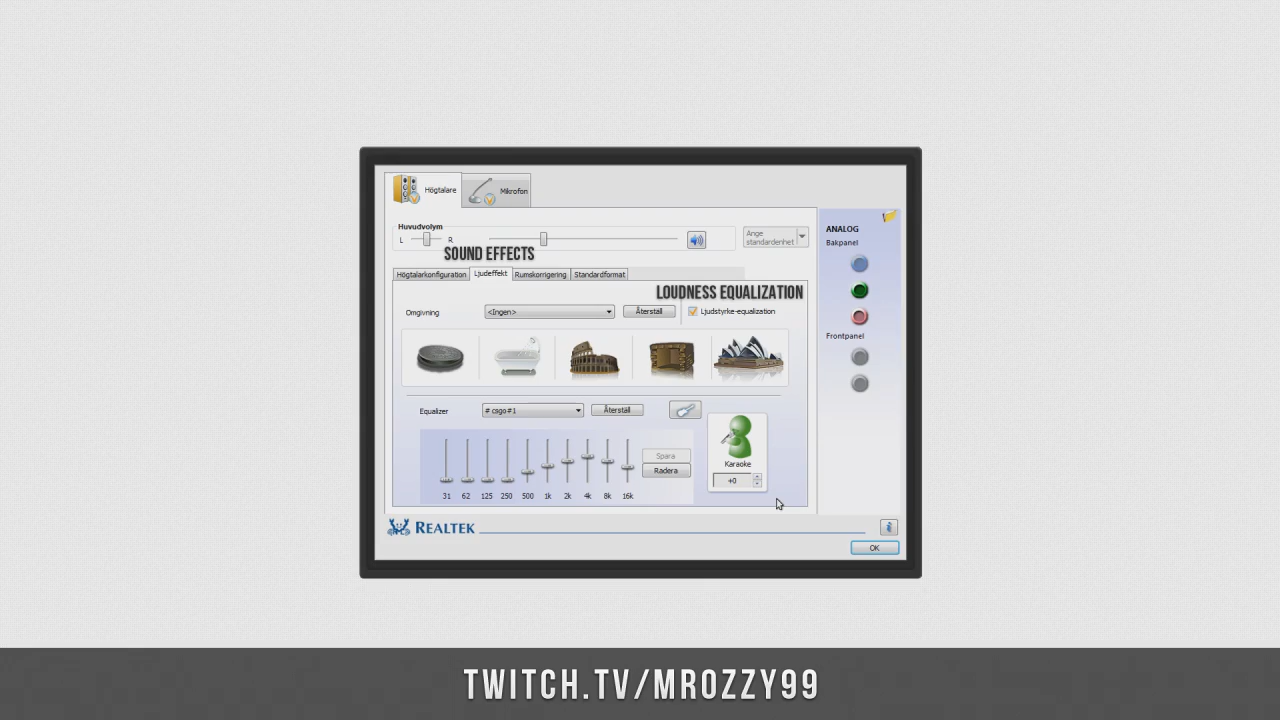 Högtalare
Mikrofon
Huvudvolym
L R
Ange standardenhet
SOUND EFFECTS
Högtalarkonfiguration Ljudeffekt Rumskorrigering Standardformat
LOUDNESS EQUALIZATION
Omgivning <Ingen> Återställ Ljudstyrke-equalization
Equalizer # csgo#1 Återställ
Spara
Radera
31 62 125 250 500 1k 2k 4k 8k 16k
Karaoke
+0
ANALOG
Bakpanel
Frontpanel
REALTEK
i
OK
TWITCH.TV/MROZZY99